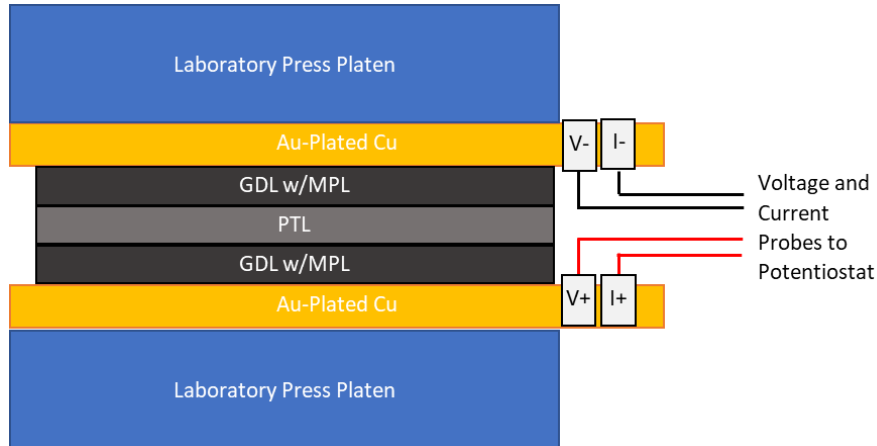 Laboratory Press Platen
Au-Plated Cu
V-
I-
GDL w/MPL
PTL
GDL w/MPL
Voltage and
Current
Probes to
Potentiostat
V+
I+
Au-Plated Cu
Laboratory Press Platen